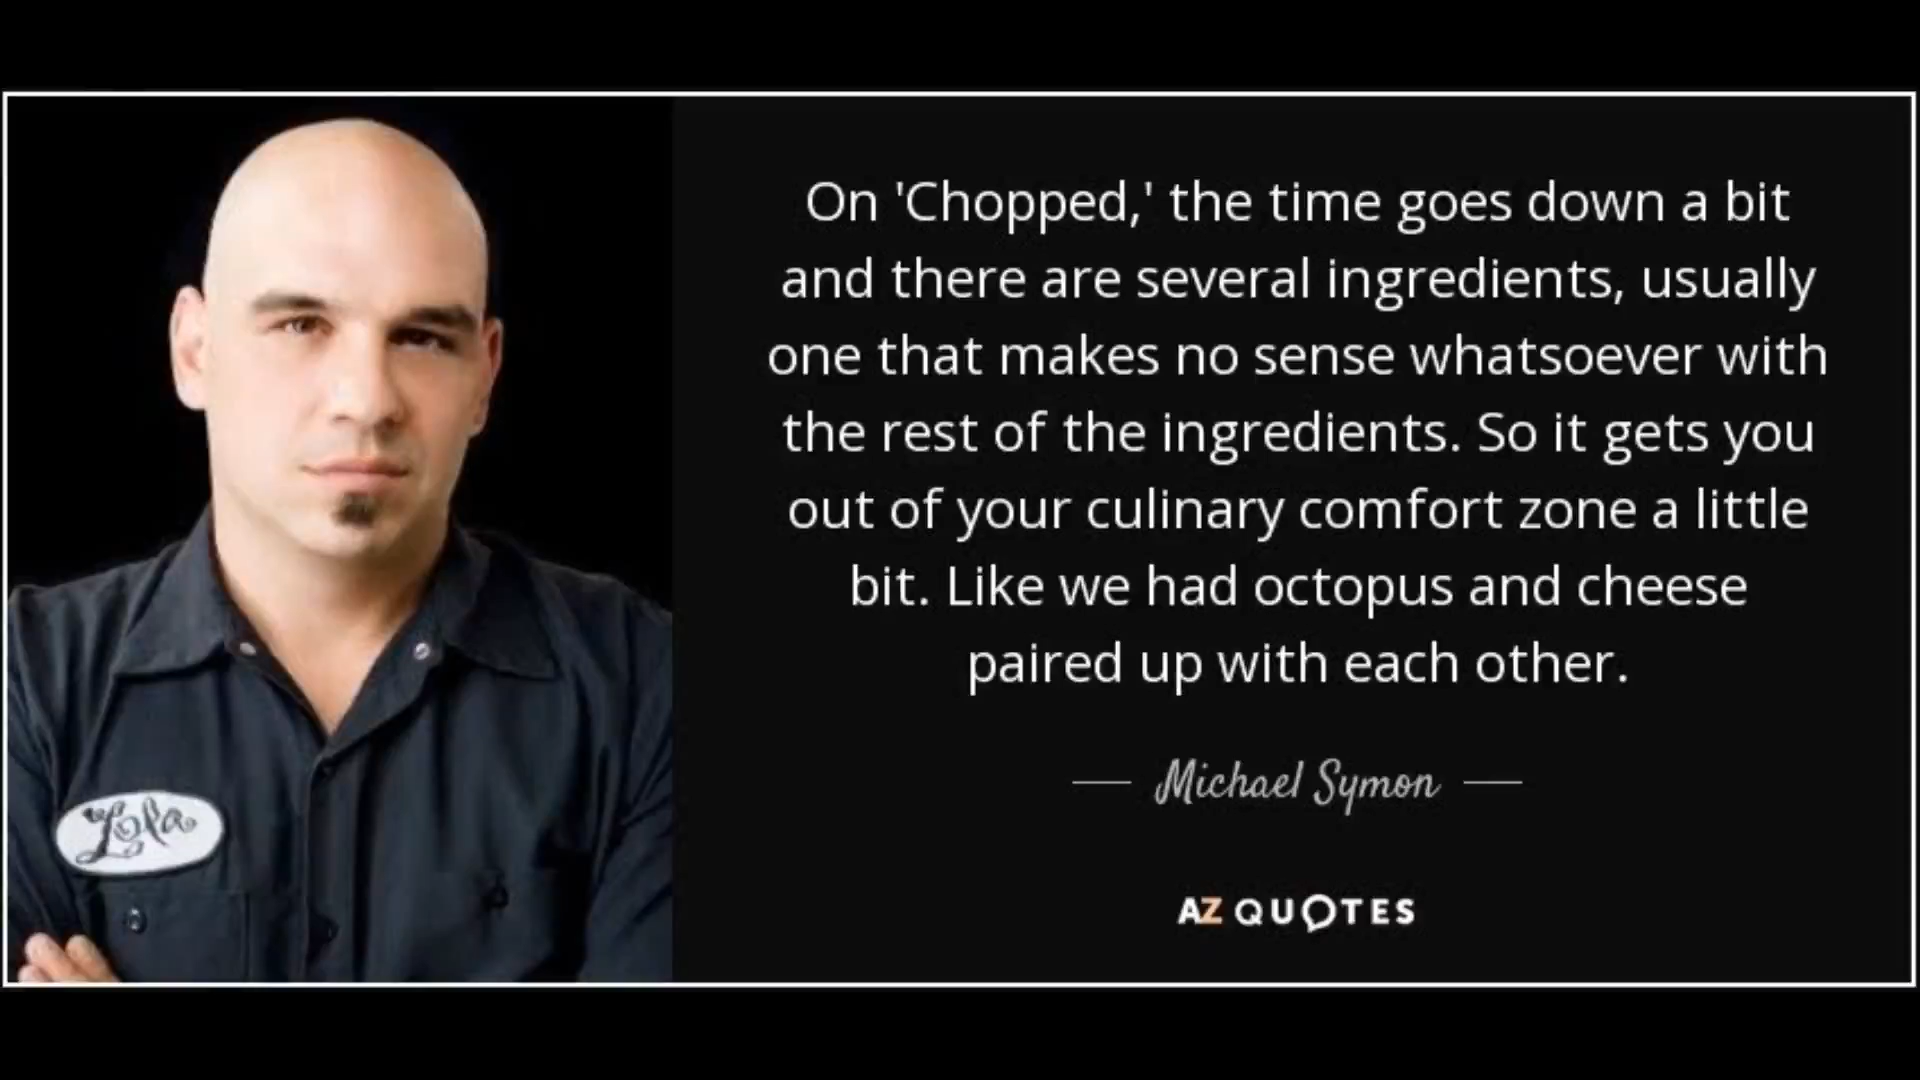 On 'Chopped,' the time goes down a bit
and there are several ingredients, usually
one that makes no sense whatsoever with
the rest of the ingredients. So it gets you
out of your culinary comfort zone a little
bit. Like we had octopus and cheese
paired up with each other.
Michael Symon
AZ QUOTES
Lola